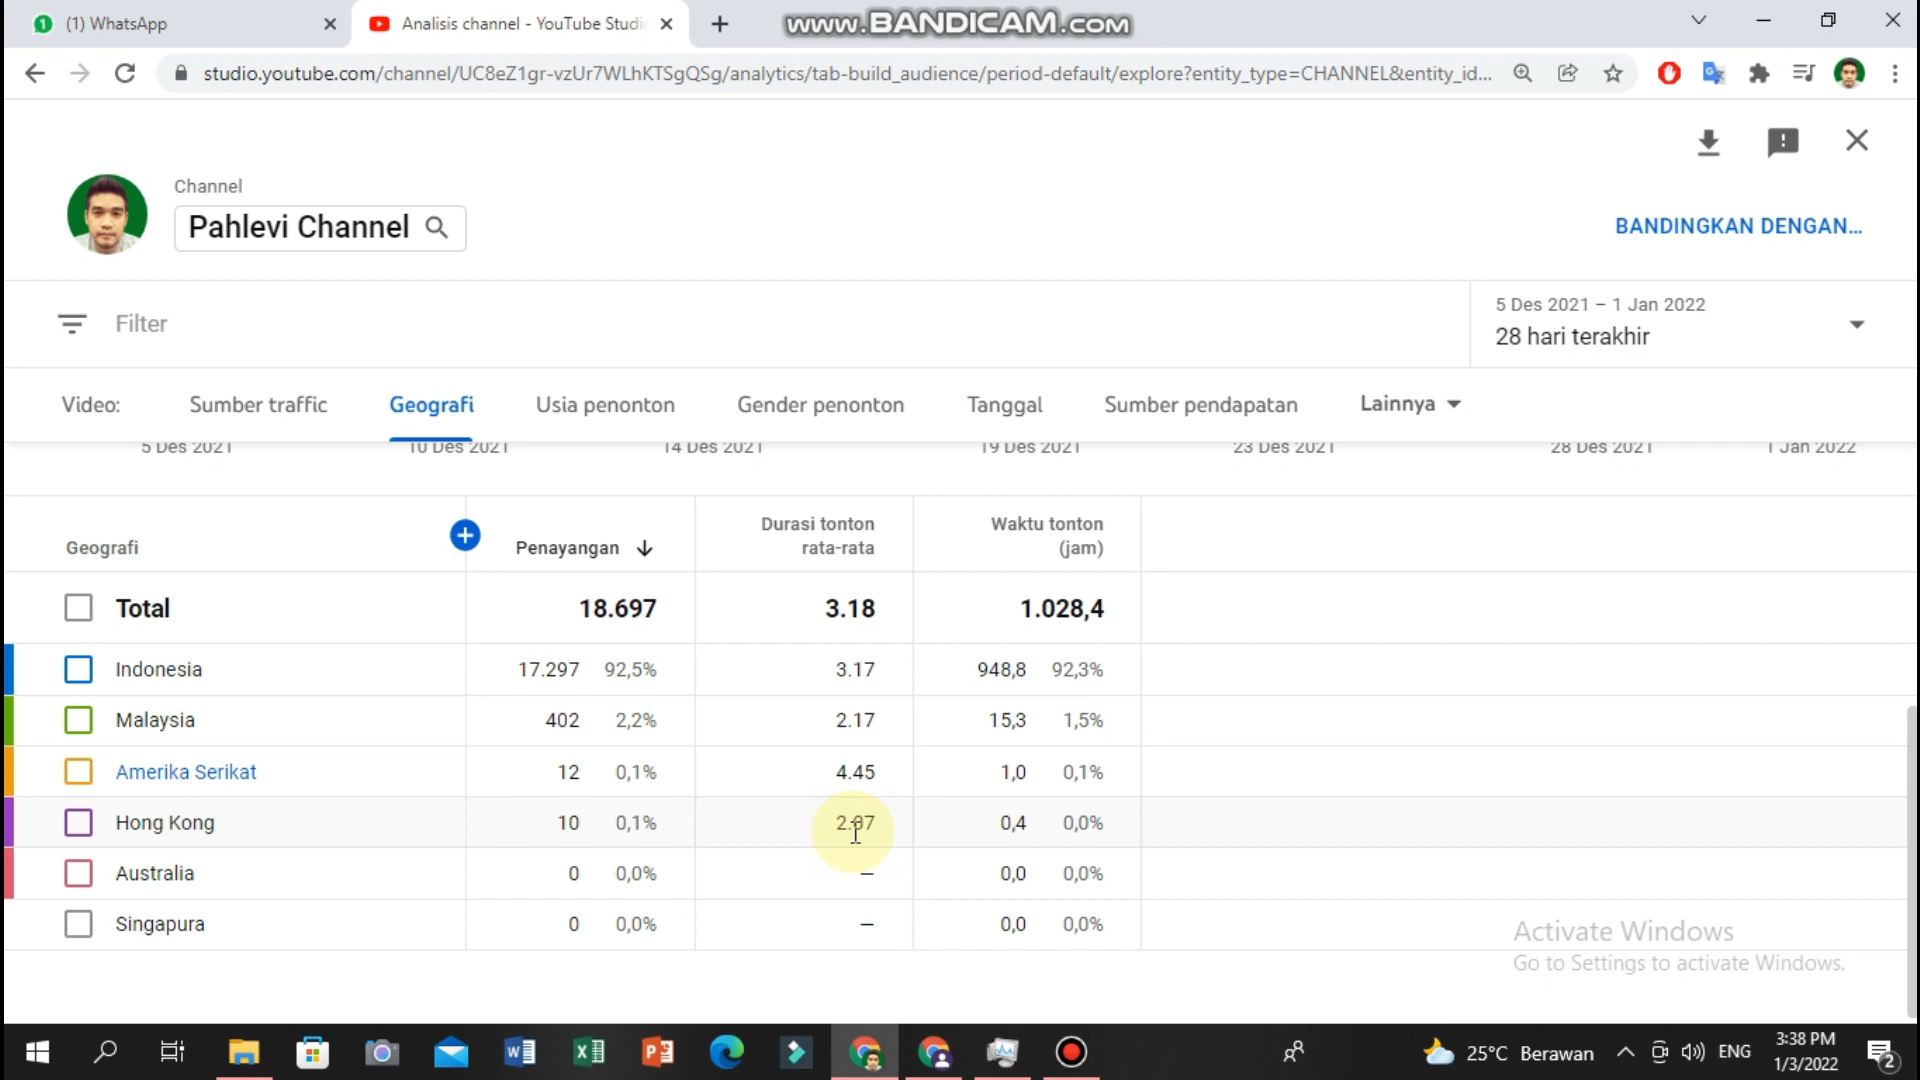 (1) WhatsApp
Analisis channel - YouTube Studi
www.BANDICAM.com
studio.youtube.com/channel/UC8eZ1gr-vzUr7WLhKTSgQSg/analytics/tab-build_audience/period-default/explore?entity_type=CHANNEL&entity_id...
Channel
Pahlevi Channel
BANDINGKAN DENGAN...
Filter
5 Des 2021 – 1 Jan 2022
28 hari terakhir
Video: Sumber traffic Geografi Usia penonton Gender penonton Tanggal Sumber pendapatan Lainnya
5 Des 2021 10 Des 2021 14 Des 2021 19 Des 2021 23 Des 2021 28 Des 2021 1 Jan 2022
Geografi Penayangan Durasi tonton rata-rata Waktu tonton (jam)
Total 18.697 3.18 1.028,4
Indonesia 17.297 92,5% 3.17 948,8 92,3%
Malaysia 402 2,2% 2.17 15,3 1,5%
Amerika Serikat 12 0,1% 4.45 1,0 0,1%
Hong Kong 10 0,1% 2.07 0,4 0,0%
Australia 0 0,0% — 0,0 0,0%
Singapura 0 0,0% — 0,0 0,0%
Activate Windows
Go to Settings to activate Windows.
25°C Berawan ENG 3:38 PM
1/3/2022 2